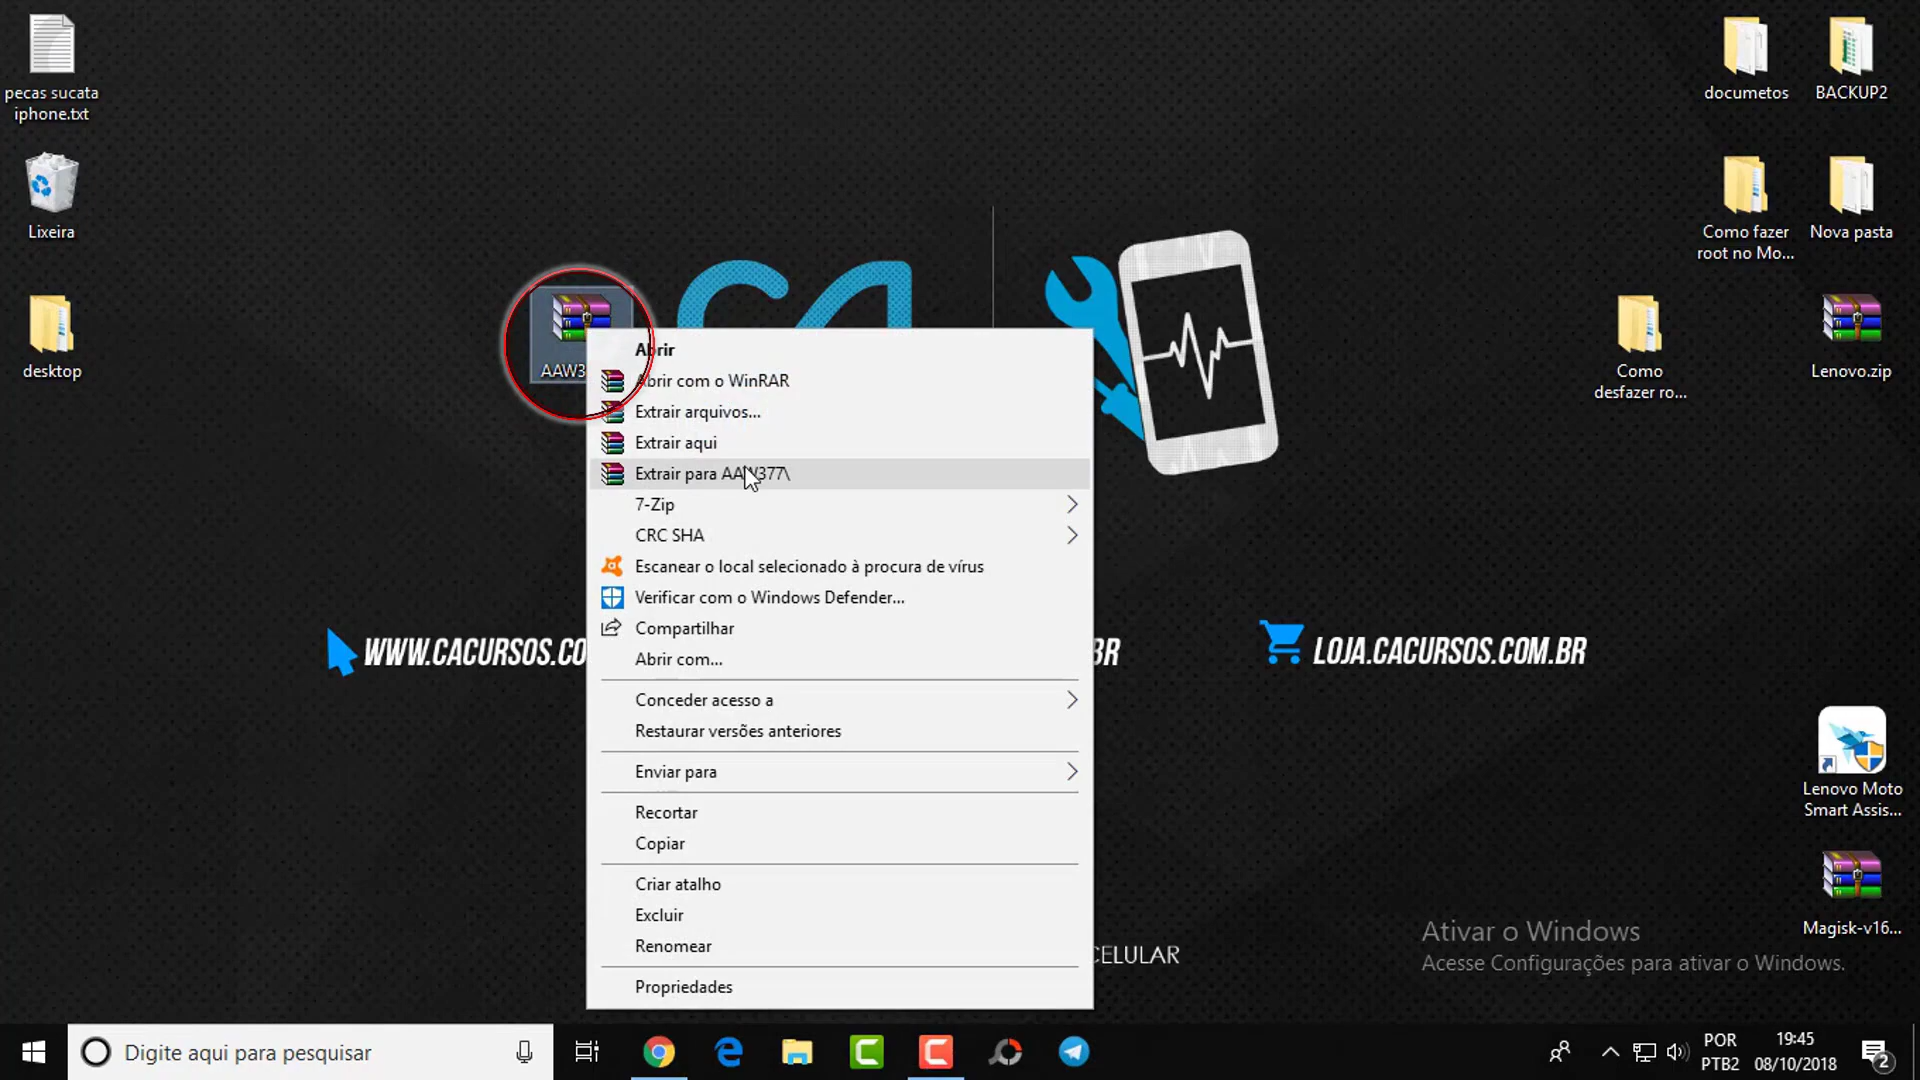 pecas sucata
iphone.txt
Lixeira
desktop
documetos
BACKUP2
Como fazer
root no Mo...
Nova pasta
Como
desfazer ro...
Lenovo.zip
Lenovo Moto
Smart Assis...
Magisk-v16...
CA
AAW3
Abrir
Abrir com o WinRAR
Extrair arquivos...
Extrair aqui
Extrair para AAW377\
7-Zip
CRC SHA
Escanear o local selecionado à procura de vírus
Verificar com o Windows Defender...
Compartilhar
Abrir com...
Conceder acesso a
Restaurar versões anteriores
Enviar para
Recortar
Copiar
Criar atalho
Excluir
Renomear
Propriedades
WWW.CACURSOS.CO
BR
LOJA.CACURSOS.COM.BR
CELULAR
Ativar o Windows
Acesse Configurações para ativar o Windows.
Digite aqui para pesquisar
POR
PTB2
19:45
08/10/2018
2